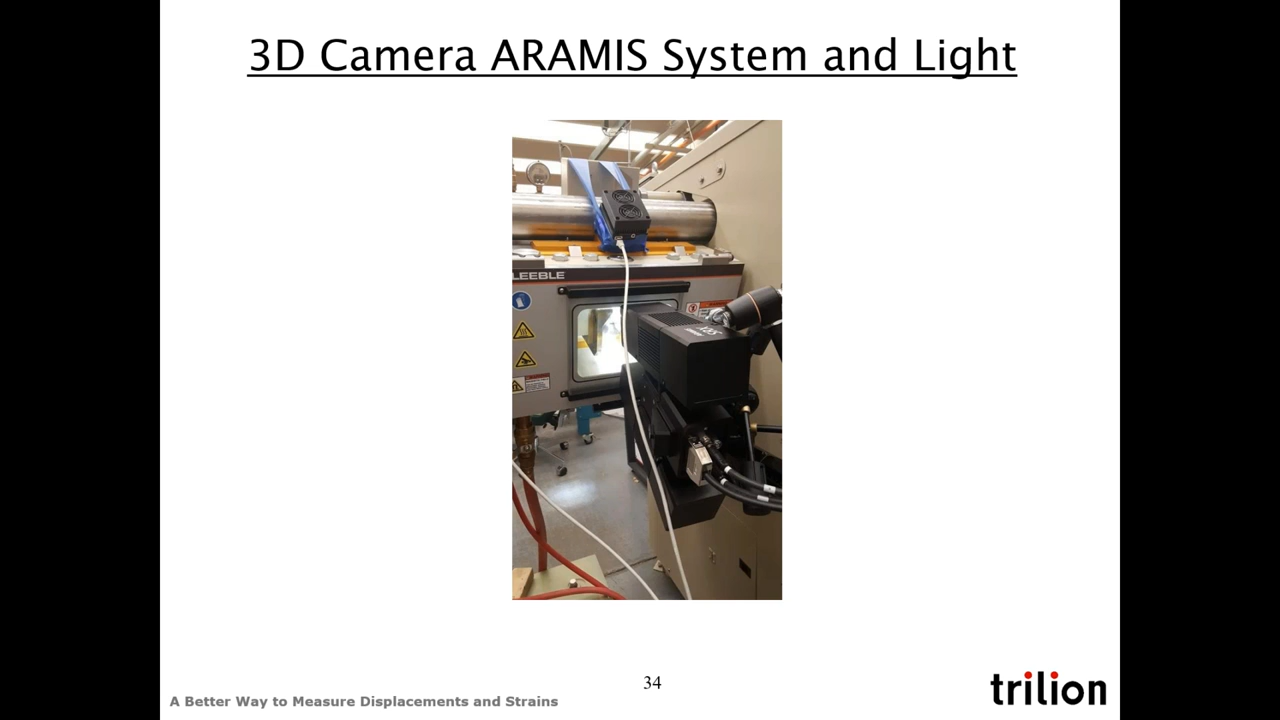 3D Camera ARAMIS System and Light
LEEBLE
34
A Better Way to Measure Displacements and Strains
trilion